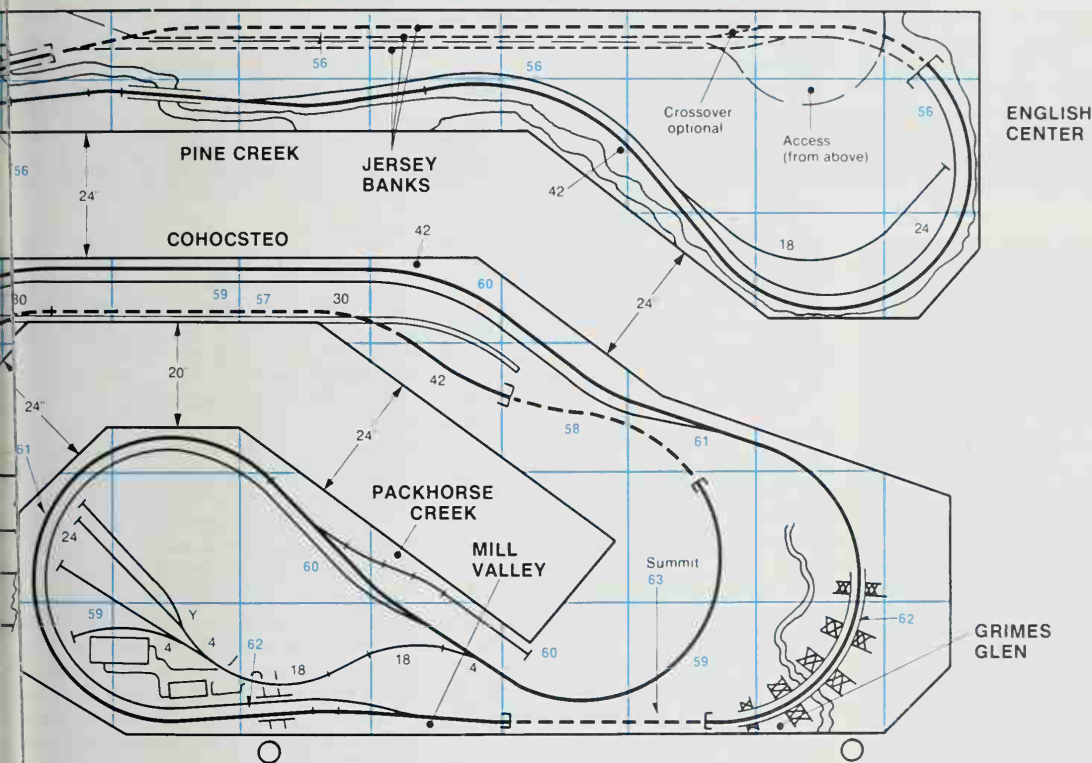 56
56
Crossover
optional
Access
(from above)
56
ENGLISH
CENTER
PINE CREEK
JERSEY
BANKS
42
56
24"
18
24
COHOCSTEO
42
60
24"
30
59
57
30
20"
42
24"
24"
58
61
61
PACKHORSE
CREEK
MILL
VALLEY
24
60
Summit
63
59
Y
4
4
62
18
18
4
60
59
62
GRIMES
GLEN